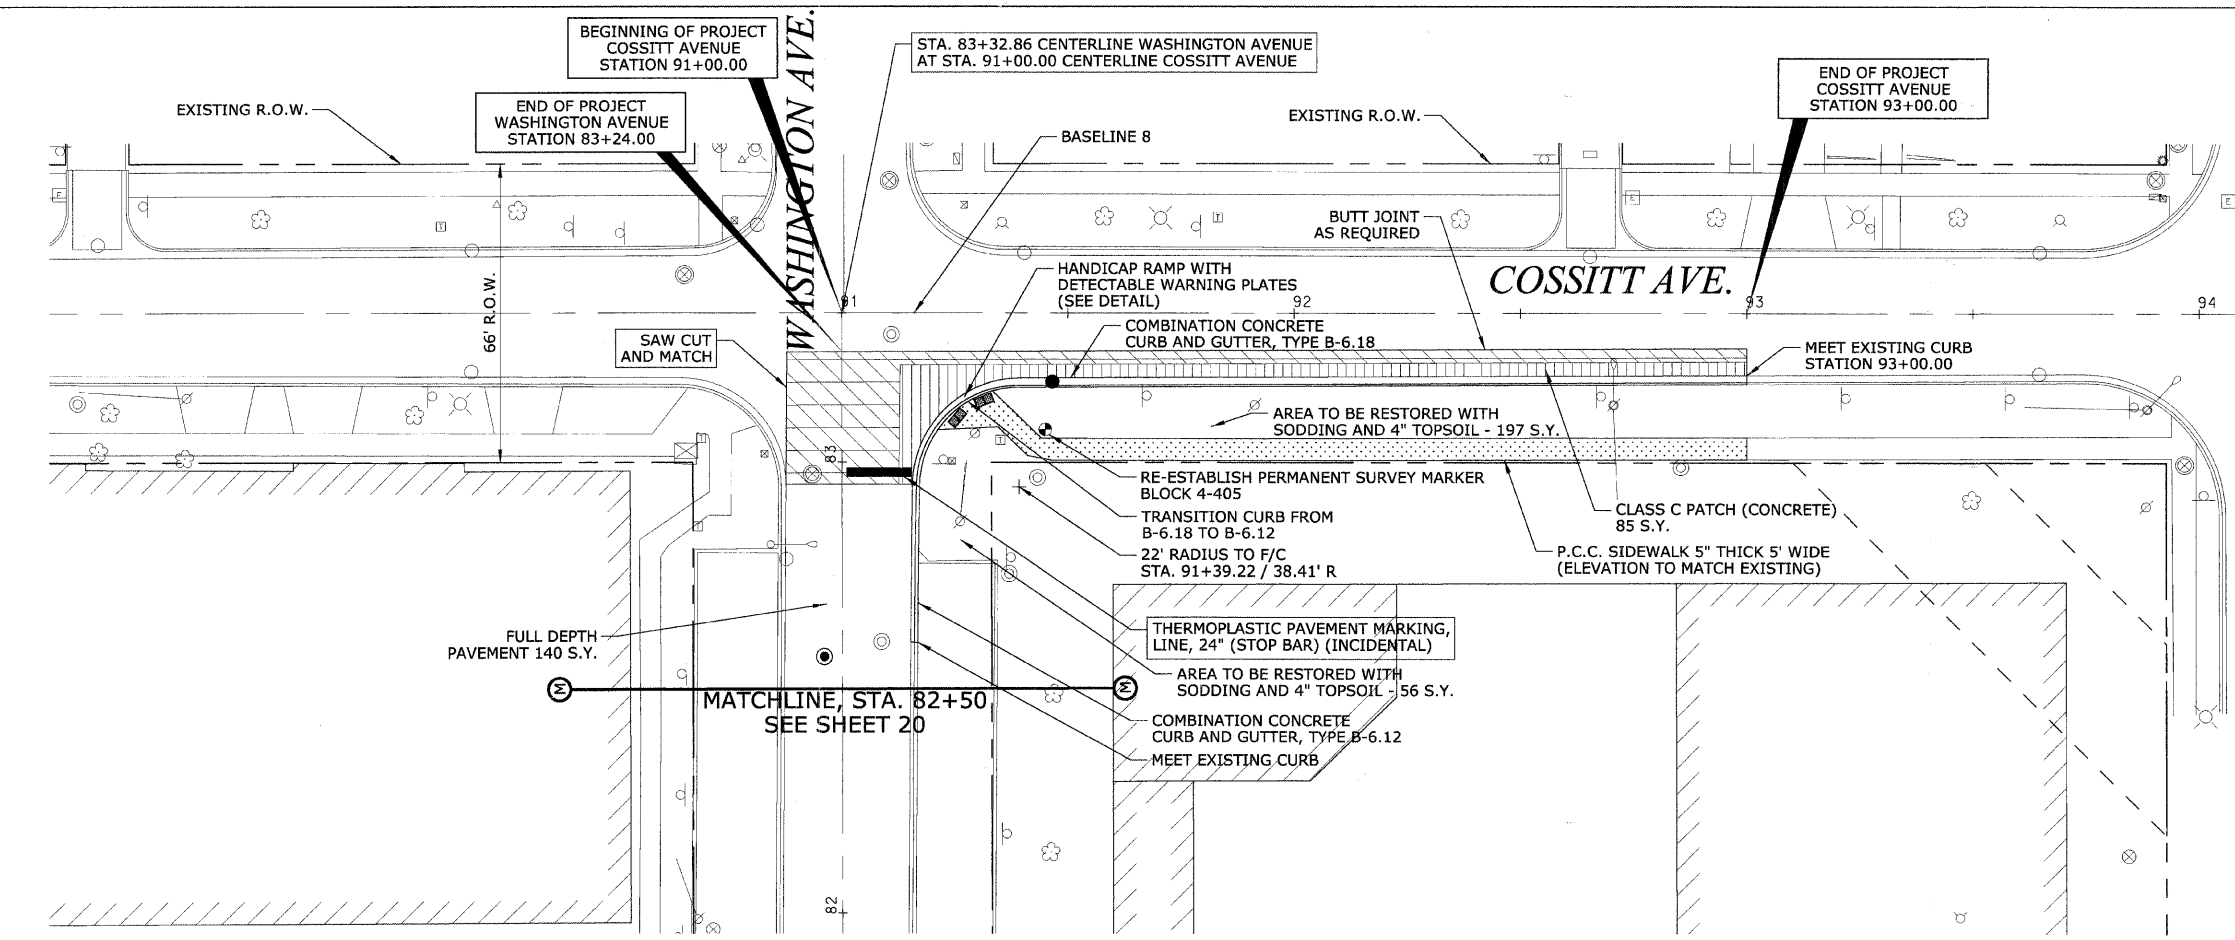 BEGINNING OF PROJECT
COSSITT AVENUE
STATION 91+00.00
WASHINGTON AVE.
STA. 83+32.86 CENTERLINE WASHINGTON AVENUE
AT STA. 91+00.00 CENTERLINE COSSITT AVENUE
END OF PROJECT
COSSITT AVENUE
STATION 93+00.00
EXISTING R.O.W.
END OF PROJECT
WASHINGTON AVENUE
STATION 83+24.00
BASELINE 8
EXISTING R.O.W.
BUTT JOINT
AS REQUIRED
66' R.O.W.
HANDICAP RAMP WITH
DETECTABLE WARNING PLATES
(SEE DETAIL)
COSSITT AVE.
91
92
93
94
SAW CUT
AND MATCH
COMBINATION CONCRETE
CURB AND GUTTER, TYPE B-6.18
MEET EXISTING CURB
STATION 93+00.00
AREA TO BE RESTORED WITH
SODDING AND 4" TOPSOIL - 197 S.Y.
83
RE-ESTABLISH PERMANENT SURVEY MARKER
BLOCK 4-405
CLASS C PATCH (CONCRETE)
85 S.Y.
TRANSITION CURB FROM
B-6.18 TO B-6.12
22' RADIUS TO F/C
STA. 91+39.22 / 38.41' R
P.C.C. SIDEWALK 5" THICK 5' WIDE
(ELEVATION TO MATCH EXISTING)
FULL DEPTH
PAVEMENT 140 S.Y.
THERMOPLASTIC PAVEMENT MARKING,
LINE, 24" (STOP BAR) (INCIDENTAL)
AREA TO BE RESTORED WITH
SODDING AND 4" TOPSOIL - 56 S.Y.
M
M
MATCHLINE, STA. 82+50
SEE SHEET 20
COMBINATION CONCRETE
CURB AND GUTTER, TYPE B-6.12
MEET EXISTING CURB
82